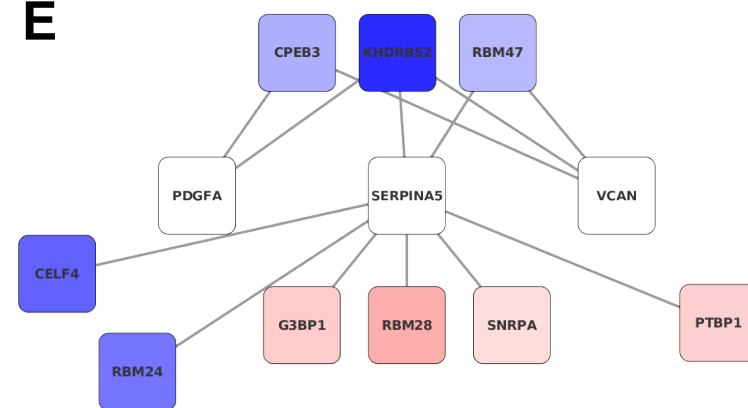 E
CPEB3
KHDRBS2
RBM47
PDGFA
SERPINA5
VCAN
CELF4
G3BP1
RBM28
SNRPA
PTBP1
RBM24